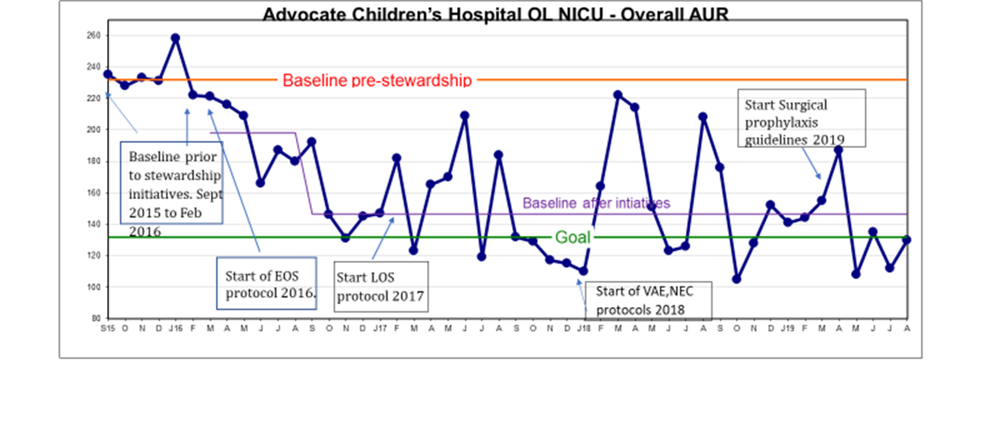 Advocate Children’s Hospital OL NICU - Overall AUR
260
240
220
200
180
160
140
120
100
80
Baseline pre-stewardship
Start Surgical
prophylaxis
guidelines 2019
Baseline prior
to stewardship
initiatives. Sept
2015 to Feb
2016
Baseline after intiatives
Goal
Start of EOS
protocol 2016.
Start LOS
protocol 2017
Start of VAE,NEC
protocols 2018
S15 O N D J16 F M A M J J A S O N D J17 F M A M J J A S O N D J18 F M A M J J A S O N D J19 F M A M J J A